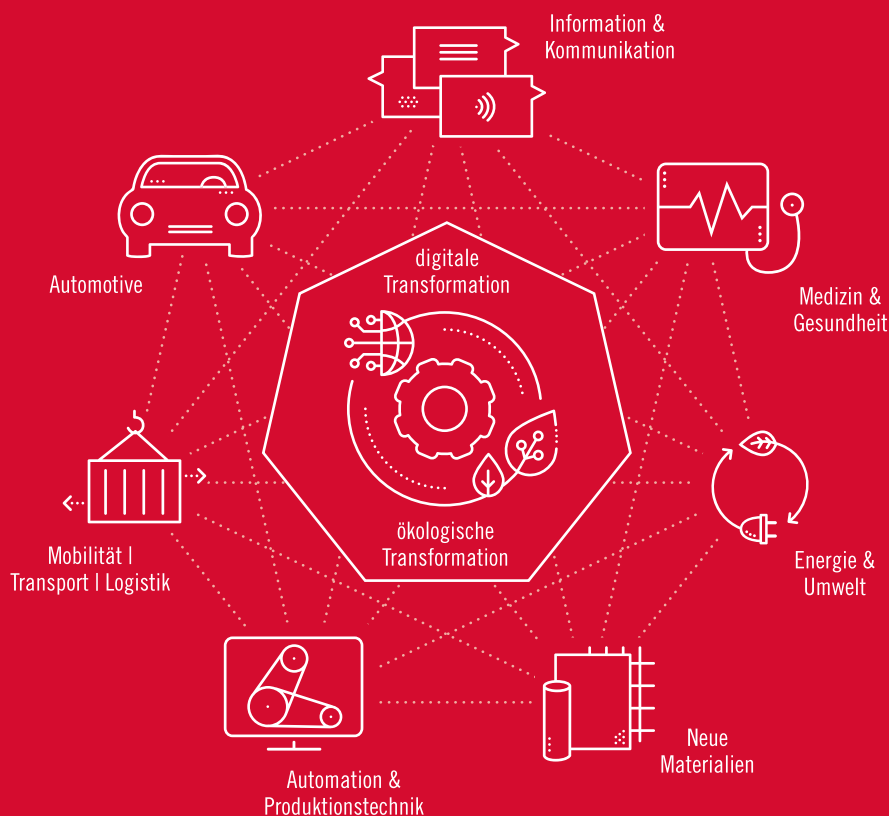 Information &
Kommunikation
Automotive
digitale
Transformation
Medizin &
Gesundheit
Mobilität |
Transport | Logistik
ökologische
Transformation
Energie &
Umwelt
Automation &
Produktionstechnik
Neue
Materialien